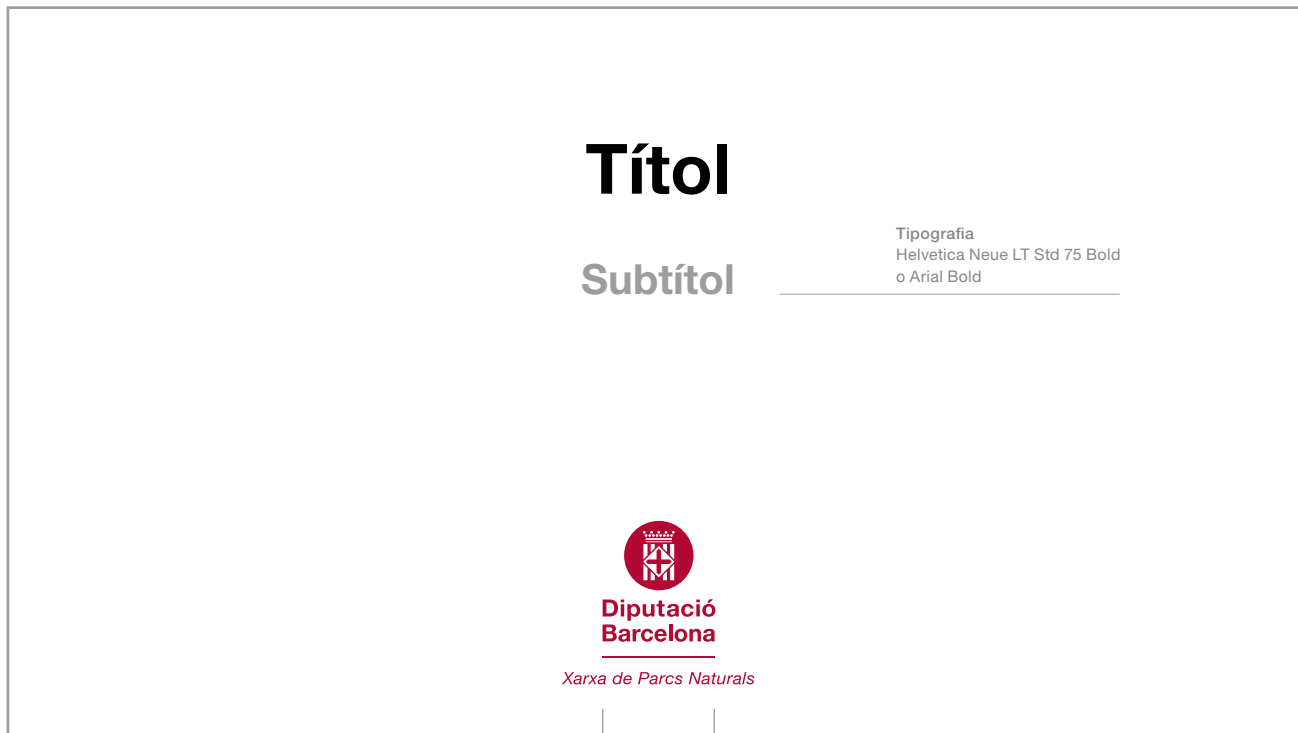 Títol
Subtítol
Tipografia
Helvetica Neue LT Std 75 Bold
o Arial Bold
Diputació
Barcelona
Xarxa de Parcs Naturals